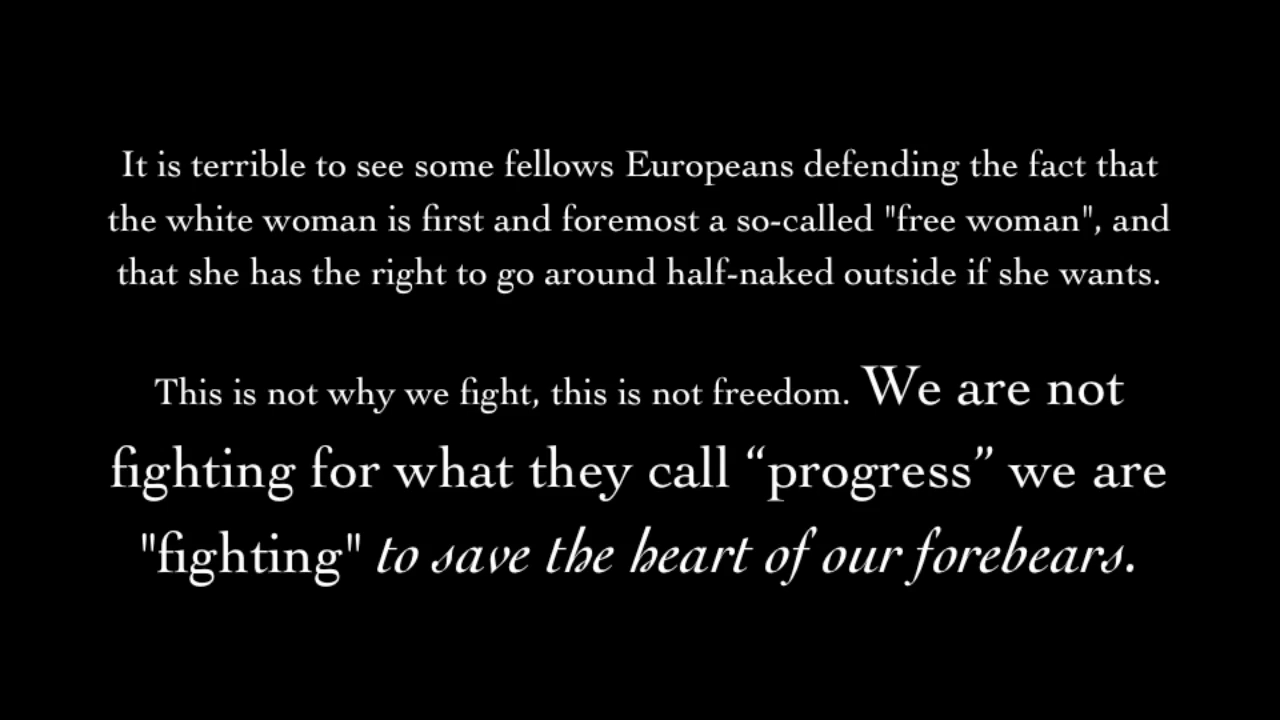 It is terrible to see some fellows Europeans defending the fact that
the white woman is first and foremost a so-called "free woman", and
that she has the right to go around half-naked outside if she wants.
This is not why we fight, this is not freedom. We are not
fighting for what they call “progress” we are
"fighting" to save the heart of our forebears.